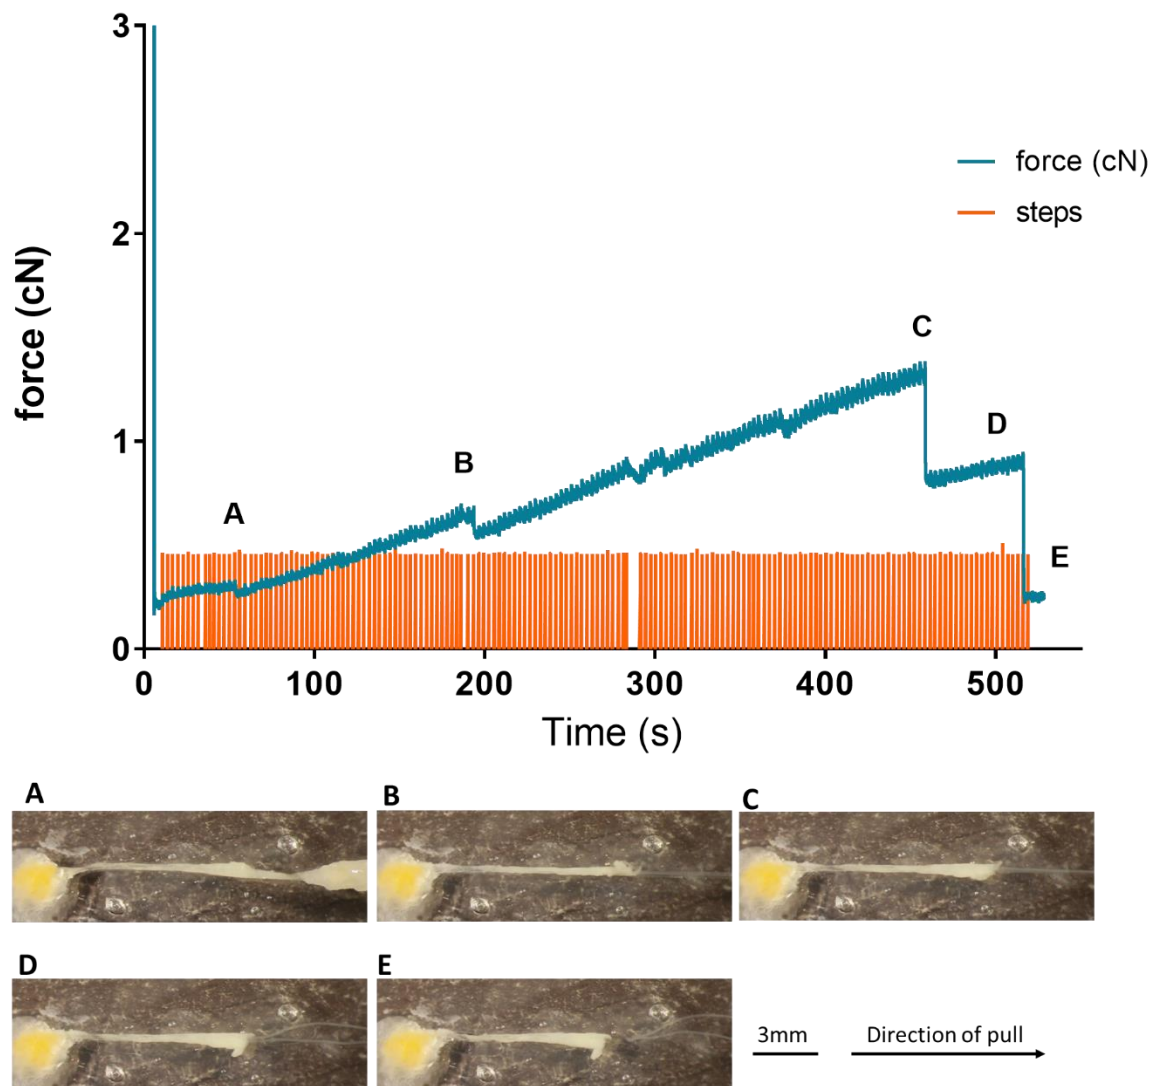 3
2
1
0
force (cN)
force (cN)
steps
A
B
C
D
E
0 100 200 300 400 500
Time (s)
A B C
D E
3mm Direction of pull